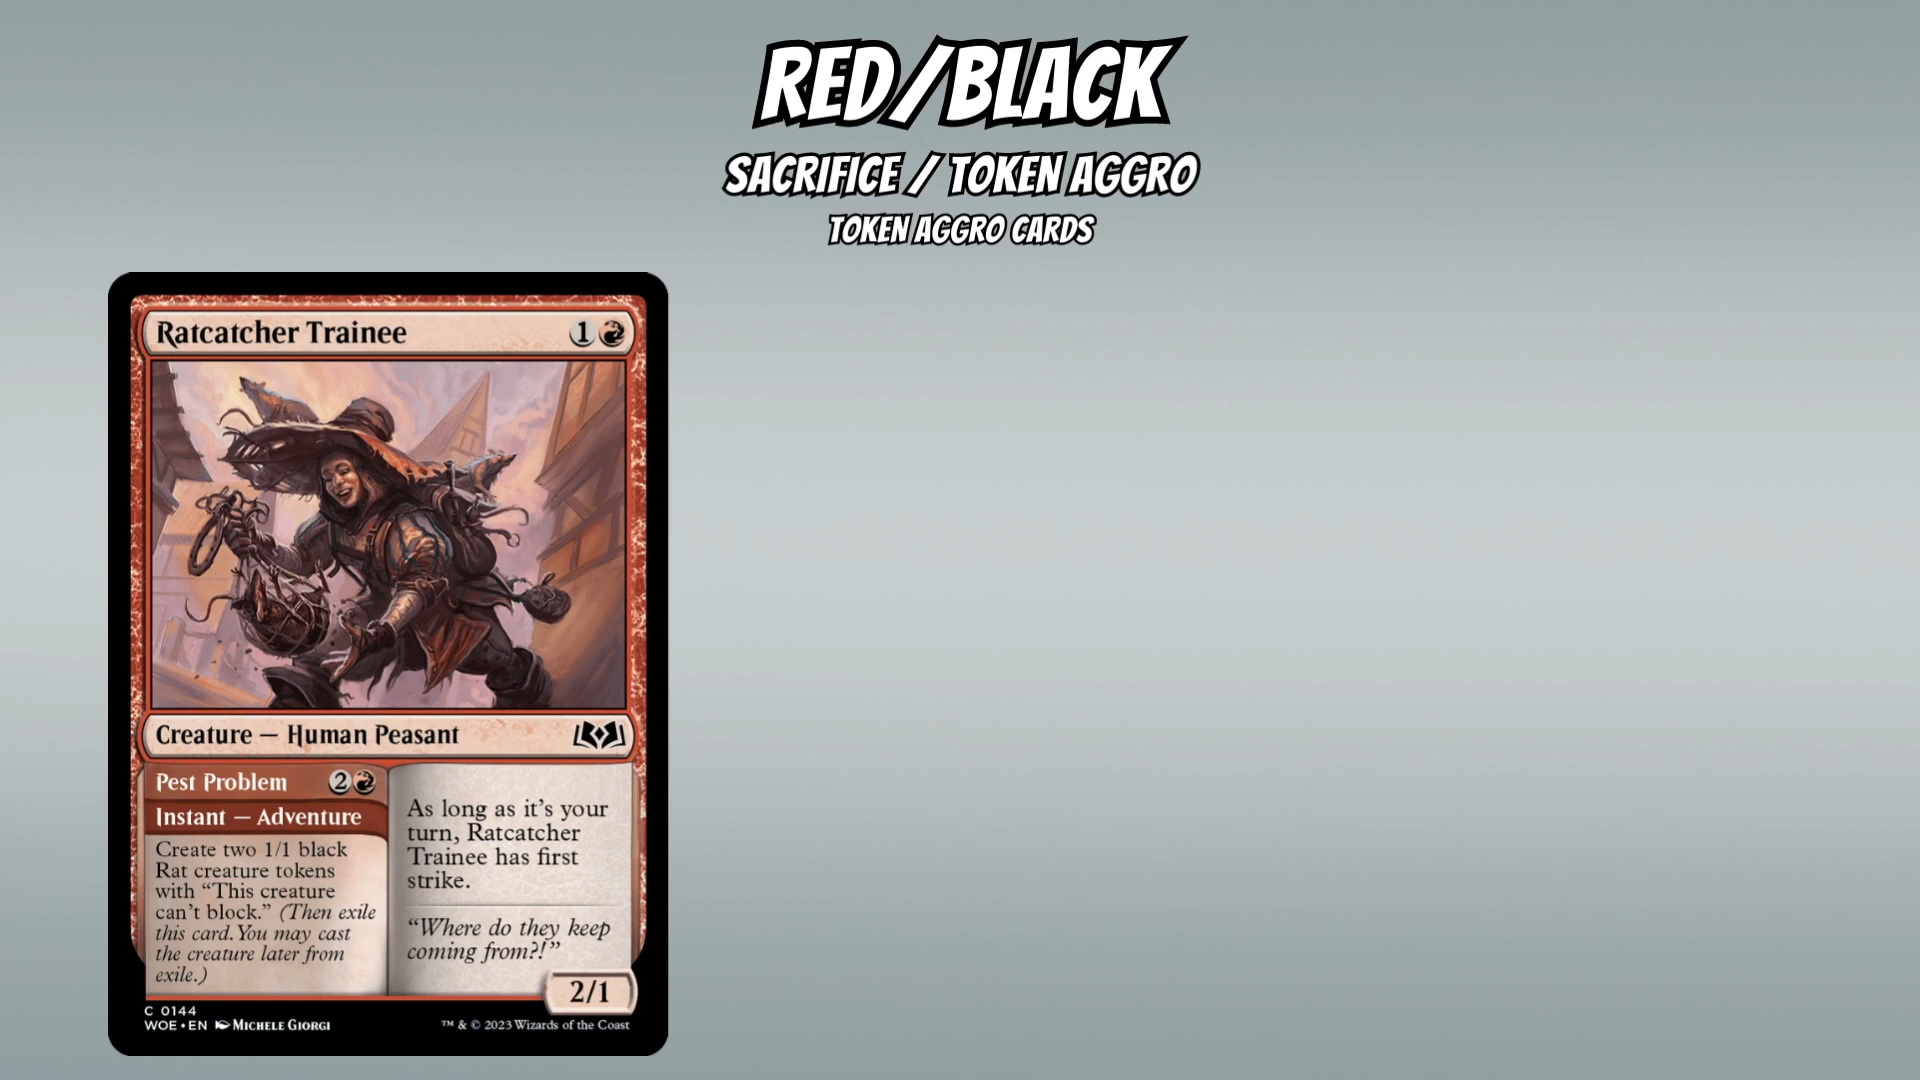 RED/BLACK
SACRIFICE / TOKEN AGGRO
TOKEN AGGRO CARDS
Ratcatcher Trainee 1
Creature — Human Peasant
Pest Problem 2
Instant — Adventure
Create two 1/1 black
Rat creature tokens
with “This creature
can’t block.” (Then exile
this card. You may cast
the creature later from
exile.)
As long as it’s your
turn, Ratcatcher
Trainee has first
strike.
“Where do they keep
coming from?!”
2/1
C 0144
WOE • EN MICHELE GIORGI
™ & © 2023 Wizards of the Coast